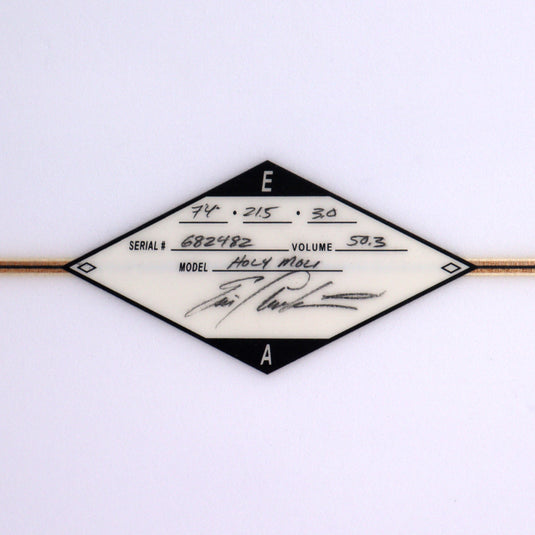 E
7'4" · 21.5 · 3.0
SERIAL # 682482 VOLUME 50.3
MODEL HOLY MOLI
A